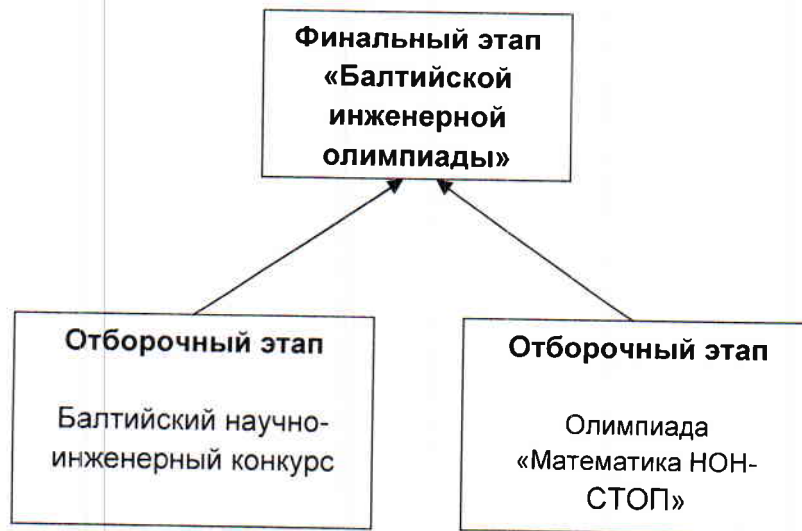 Финальный этап
«Балтийской
инженерной
олимпиады»
Отборочный этап
Балтийский научно-
инженерный конкурс
Отборочный этап
Олимпиада
«Математика НОН-
СТОП»